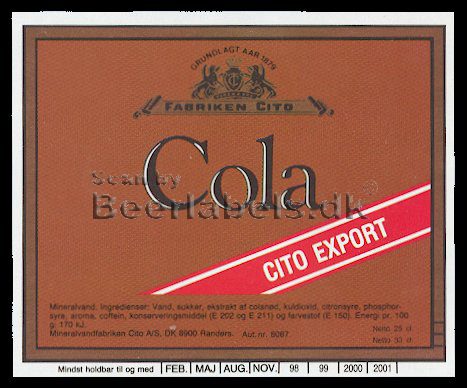 GRUNDLAGT AAR 1879
FABRIKEN CITO
Cola
Scan by
Beerlabels.dk
CITO EXPORT
Mineralvand. Ingredienser: Vand, sukker, ekstrakt af colanød, kuldioxid, citronsyre, phosphor-
syre, aroma, coffein, konserveringsmiddel (E 202 og E 211) og farvestof (E 150). Energi pr. 100
g: 170 kJ.
Mineralvandfabriken Cito A/S, DK 8900 Randers. Aut.nr. 8087.
Netto 25 cl
Netto 33 cl
Mindst holdbar til og med FEB. MAJ AUG. NOV. 98 99 2000 2001